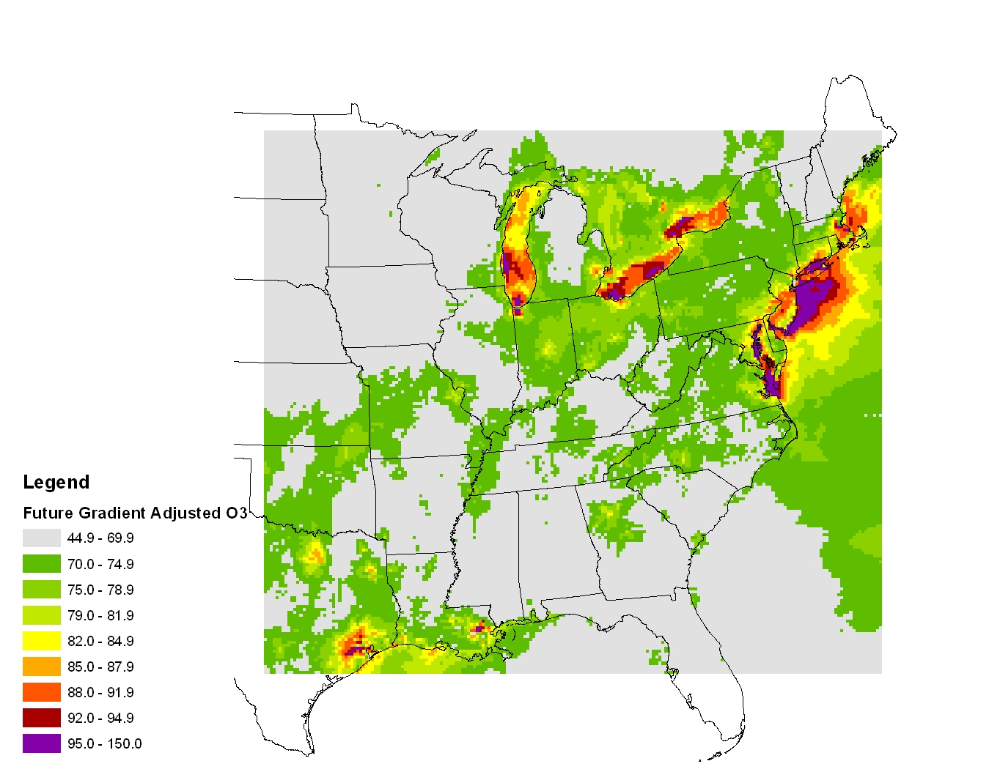 Legend
Future Gradient Adjusted O3
44.9 - 69.9
70.0 - 74.9
75.0 - 78.9
79.0 - 81.9
82.0 - 84.9
85.0 - 87.9
88.0 - 91.9
92.0 - 94.9
95.0 - 150.0